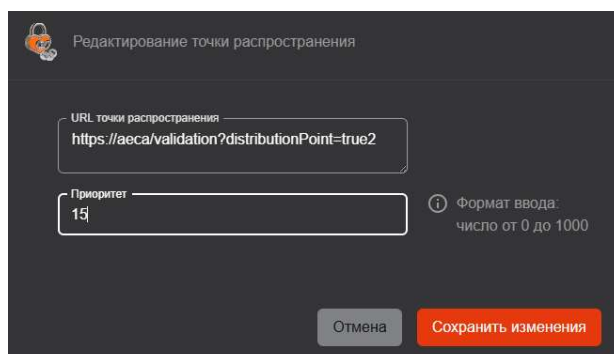 Редактирование точки распространения
URL точки распространения
https://aeca/validation?distributionPoint=true2
Приоритет
15
Формат ввода:
число от 0 до 1000
Отмена
Сохранить изменения